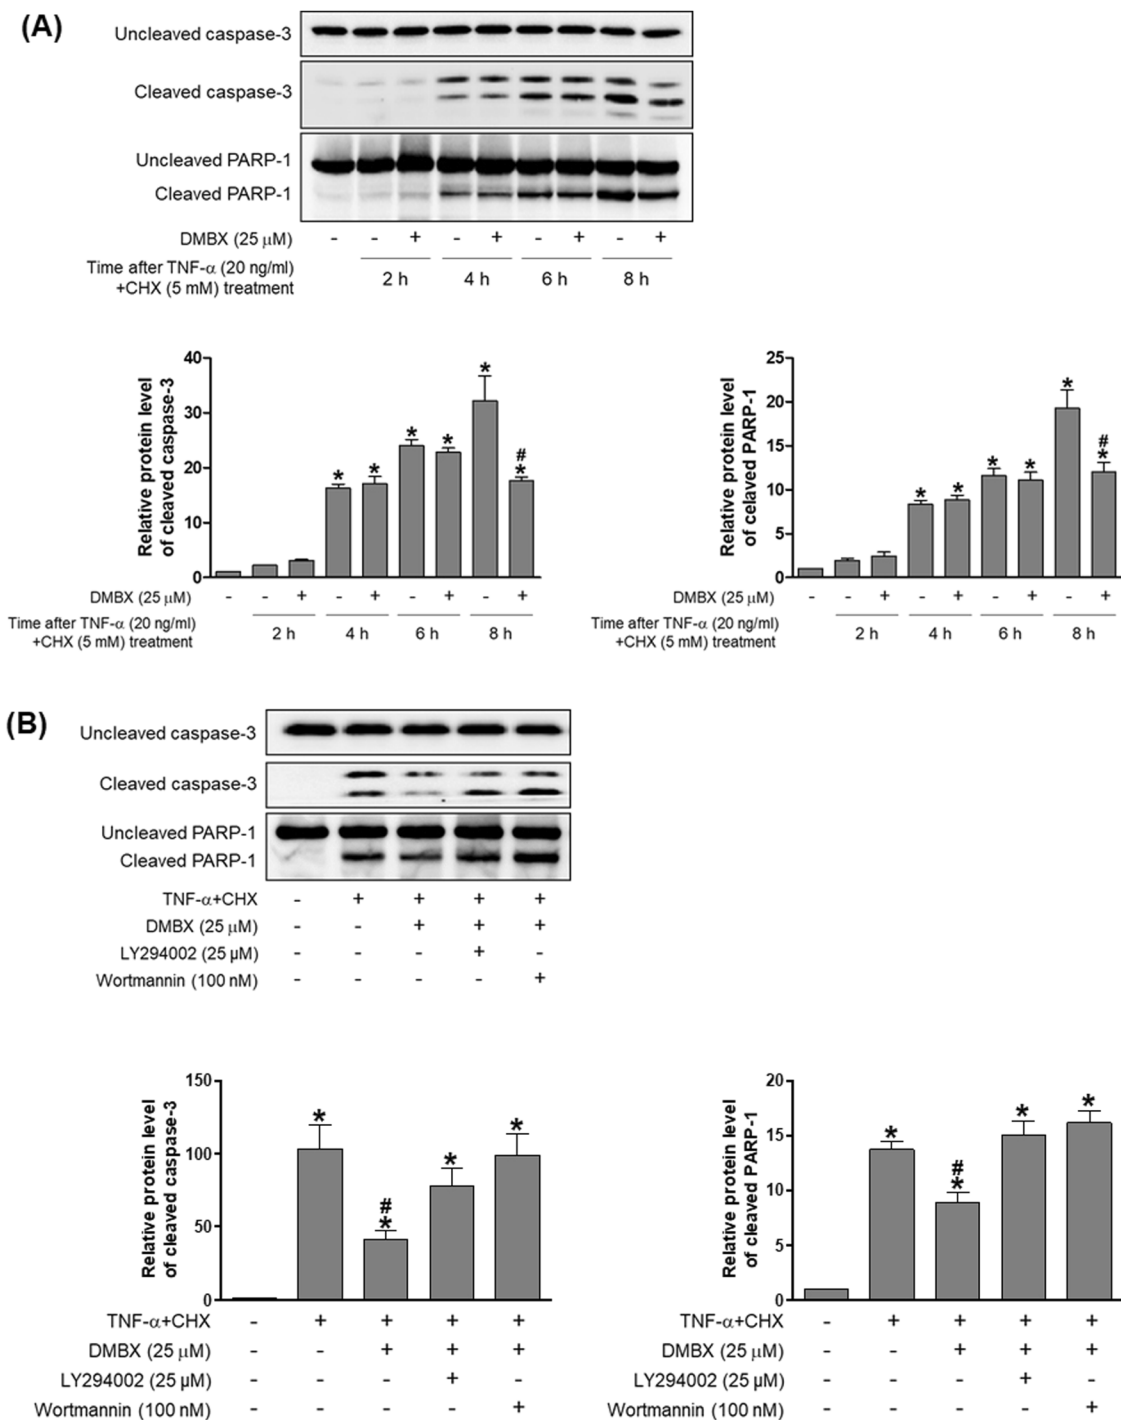 (A)
Uncleaved caspase-3
Cleaved caspase-3
Uncleaved PARP-1
Cleaved PARP-1
DMBX (25 μM) - - + - + - + - +
Time after TNF-α (20 ng/ml)
+CHX (5 mM) treatment
2 h 4 h 6 h 8 h
Relative protein level
of cleaved caspase-3
40
30
20
10
0
* * * * * # *
DMBX (25 μM) - - + - + - + - +
Time after TNF-α (20 ng/ml)
+CHX (5 mM) treatment
2 h 4 h 6 h 8 h
Relative protein level
of celaved PARP-1
25
20
15
10
5
0
* * * * * # *
DMBX (25 μM) - - + - + - + - +
Time after TNF-α (20 ng/ml)
+CHX (5 mM) treatment
2 h 4 h 6 h 8 h
(B)
Uncleaved caspase-3
Cleaved caspase-3
Uncleaved PARP-1
Cleaved PARP-1
TNF-α+CHX - + + + +
DMBX (25 μM) - - + + +
LY294002 (25 μM) - - - + -
Wortmannin (100 nM) - - - - +
Relative protein level
of cleaved caspase-3
150
100
50
0
* # * * *
TNF-α+CHX - + + + +
DMBX (25 μM) - - + + +
LY294002 (25 μM) - - - + -
Wortmannin (100 nM) - - - - +
Relative protein level
of cleaved PARP-1
20
15
10
5
0
* # * * *
TNF-α+CHX - + + + +
DMBX (25 μM) - - + + +
LY294002 (25 μM) - - - + -
Wortmannin (100 nM) - - - - +